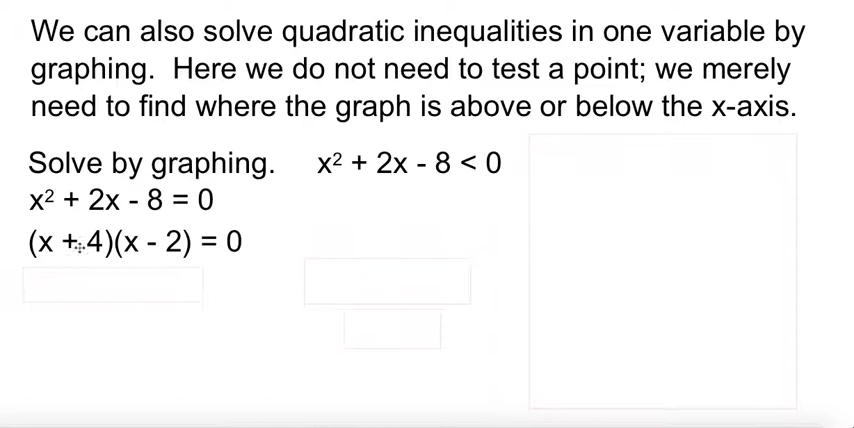 We can also solve quadratic inequalities in one variable by
graphing. Here we do not need to test a point; we merely
need to find where the graph is above or below the x-axis.
Solve by graphing. x² + 2x - 8 < 0
x² + 2x - 8 = 0
(x + 4)(x - 2) = 0